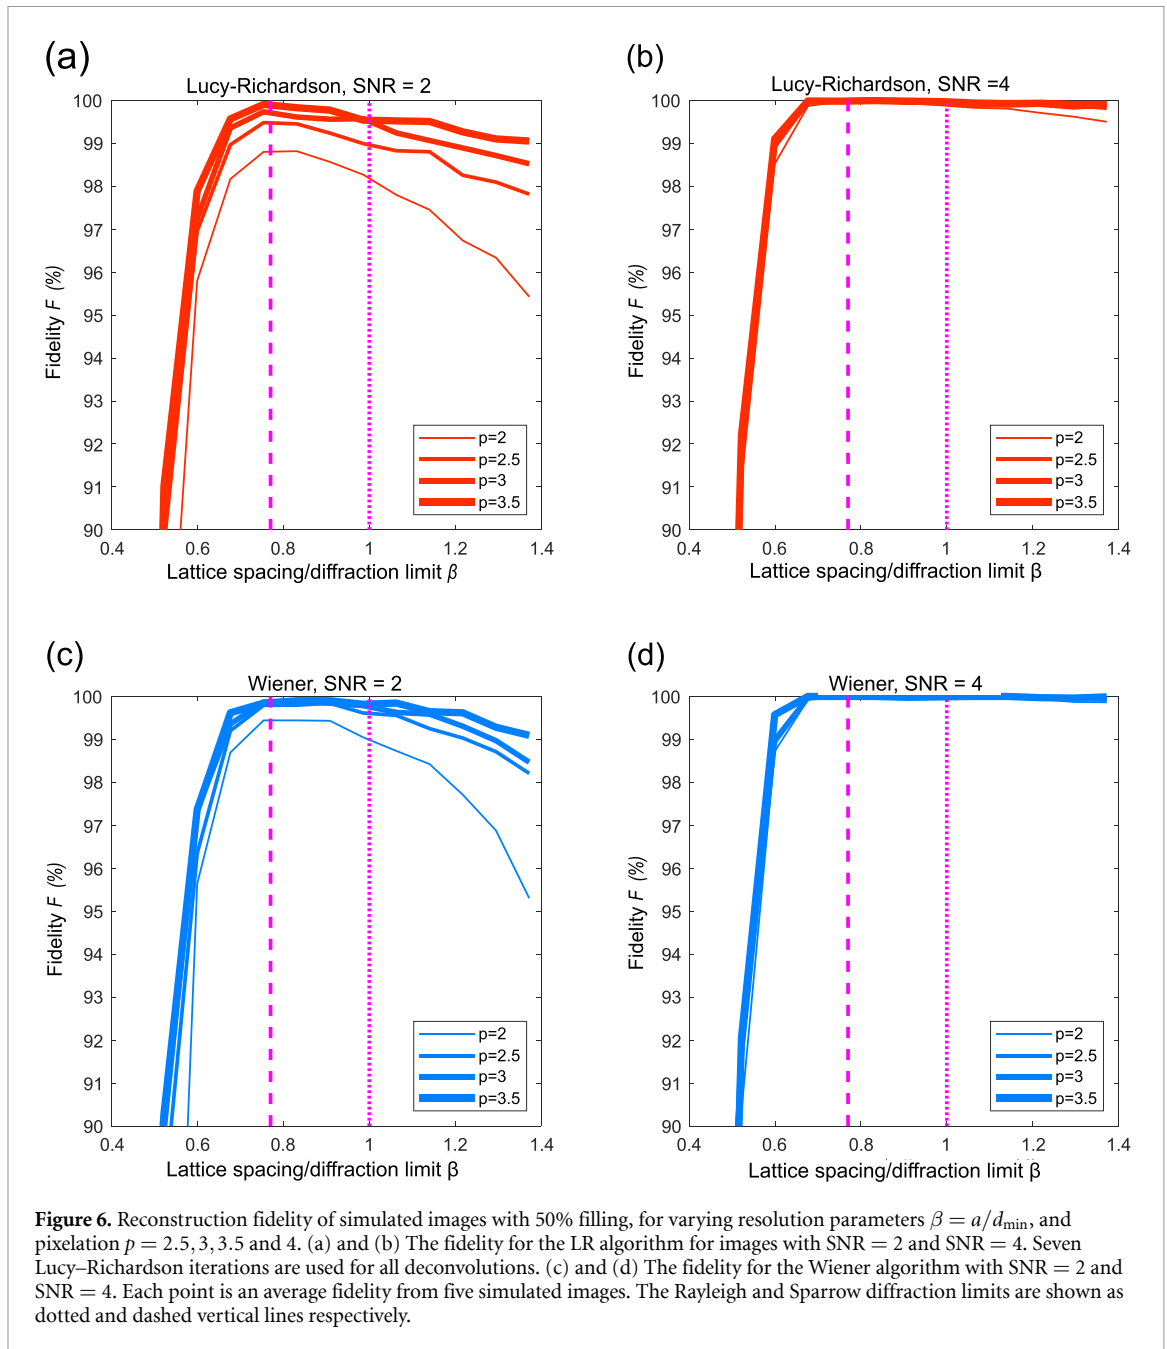 (a)
Lucy-Richardson, SNR = 2
100
99
98
97
96
95
94
93
92
91
90
Fidelity F (%)
p=2
p=2.5
p=3
p=3.5
0.4 0.6 0.8 1 1.2 1.4
Lattice spacing/diffraction limit β
(b)
Lucy-Richardson, SNR =4
100
99
98
97
96
95
94
93
92
91
90
Fidelity F (%)
p=2
p=2.5
p=3
p=3.5
0.4 0.6 0.8 1 1.2 1.4
Lattice spacing/diffraction limit β
(c)
Wiener, SNR = 2
100
99
98
97
96
95
94
93
92
91
90
Fidelity F (%)
p=2
p=2.5
p=3
p=3.5
0.4 0.6 0.8 1 1.2 1.4
Lattice spacing/diffraction limit β
(d)
Wiener, SNR = 4
100
99
98
97
96
95
94
93
92
91
90
Fidelity F (%)
p=2
p=2.5
p=3
p=3.5
0.4 0.6 0.8 1 1.2 1.4
Lattice spacing/diffraction limit β
Figure 6. Reconstruction fidelity of simulated images with 50% filling, for varying resolution parameters β = a/dmin, and
pixelation p = 2.5, 3, 3.5 and 4. (a) and (b) The fidelity for the LR algorithm for images with SNR = 2 and SNR = 4. Seven
Lucy–Richardson iterations are used for all deconvolutions. (c) and (d) The fidelity for the Wiener algorithm with SNR = 2 and
SNR = 4. Each point is an average fidelity from five simulated images. The Rayleigh and Sparrow diffraction limits are shown as
dotted and dashed vertical lines respectively.